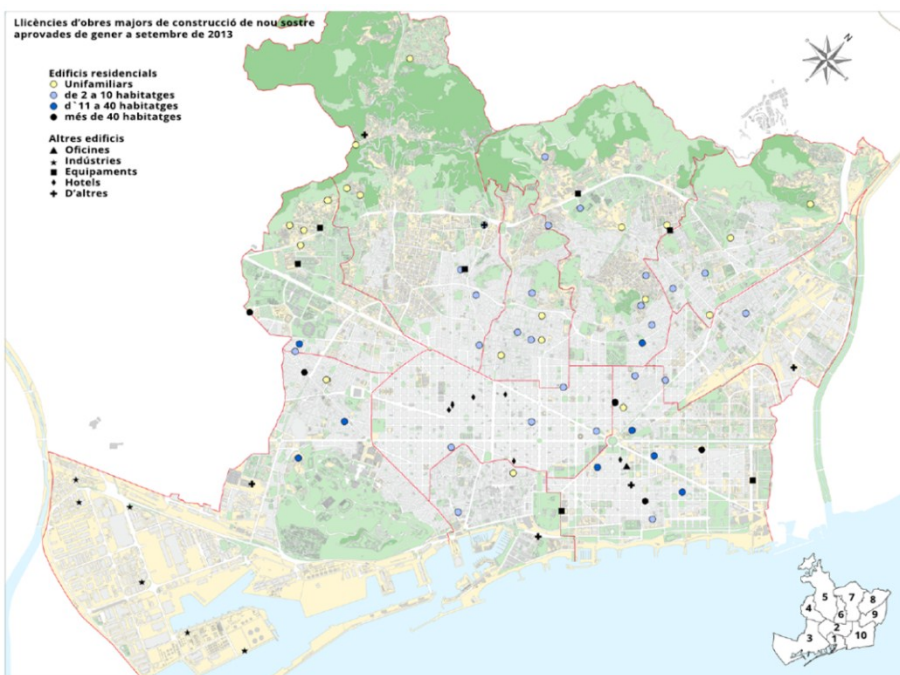 Llicències d'obres majors de construcció de nou sostre
aprovades de gener a setembre de 2013
N
Edificis residencials
Unifamiliars
de 2 a 10 habitatges
d`11 a 40 habitatges
més de 40 habitatges
Altres edificis
Oficines
Indústries
Equipaments
Hotels
D'altres
5
7
8
4
6
9
2
3
1
10